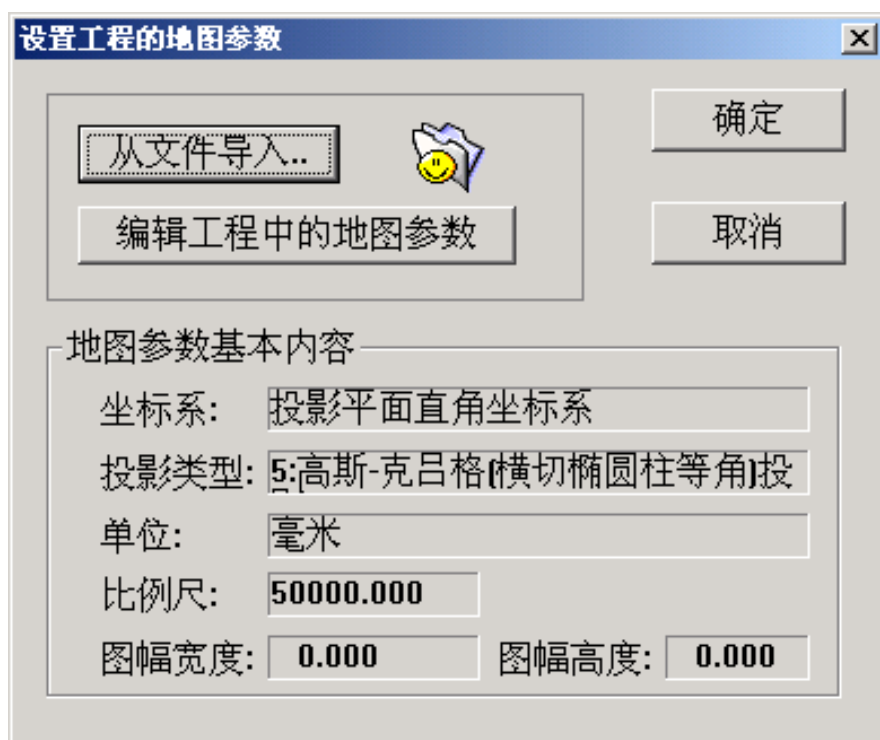 设置工程的地图参数
从文件导入..
确定
编辑工程中的地图参数
取消
地图参数基本内容
坐标系: 投影平面直角坐标系
投影类型: 5:高斯-克吕格(横切椭圆柱等角)投
单位: 毫米
比例尺: 50000.000
图幅宽度: 0.000 图幅高度: 0.000